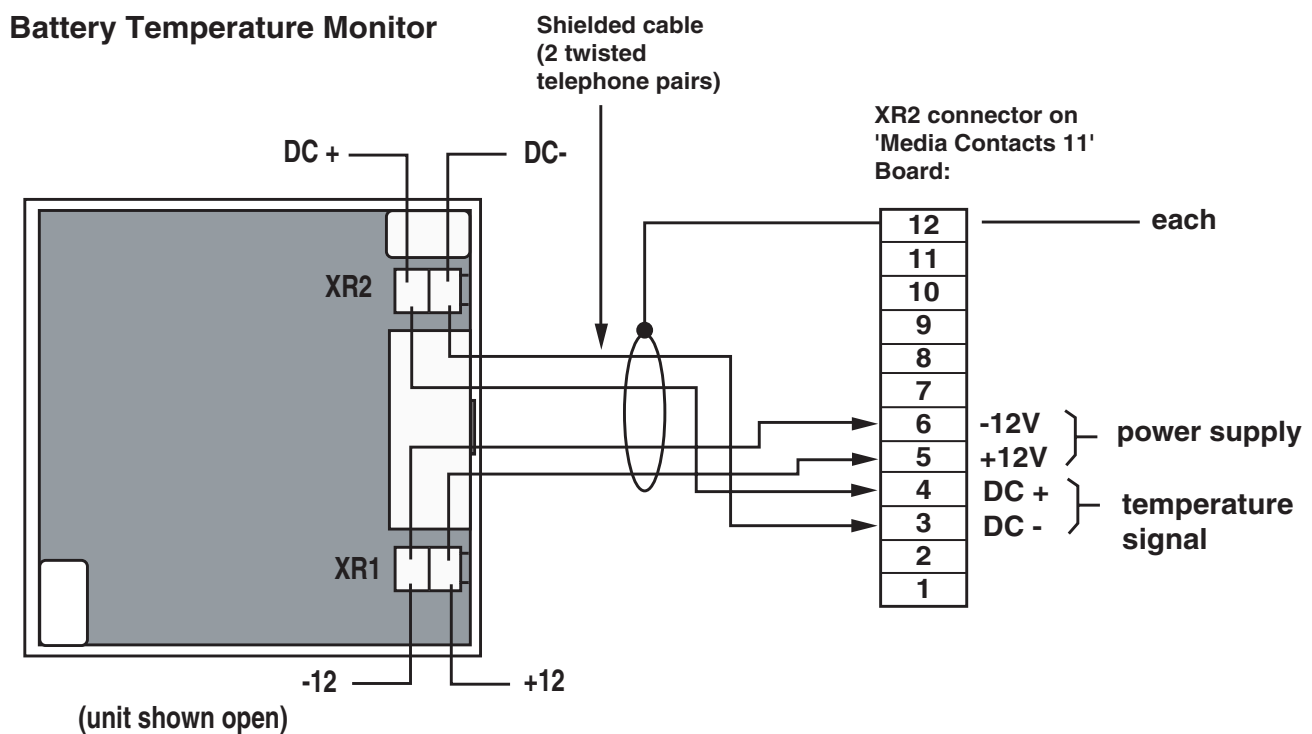 Battery Temperature Monitor
Shielded cable
(2 twisted
telephone pairs)
XR2 connector on
'Media Contacts 11'
Board:
DC +
DC-
XR2
XR1
-12
+12
(unit shown open)
12
each
11
10
9
8
7
6
-12V
5
+12V
power supply
4
DC +
3
DC -
temperature
signal
2
1